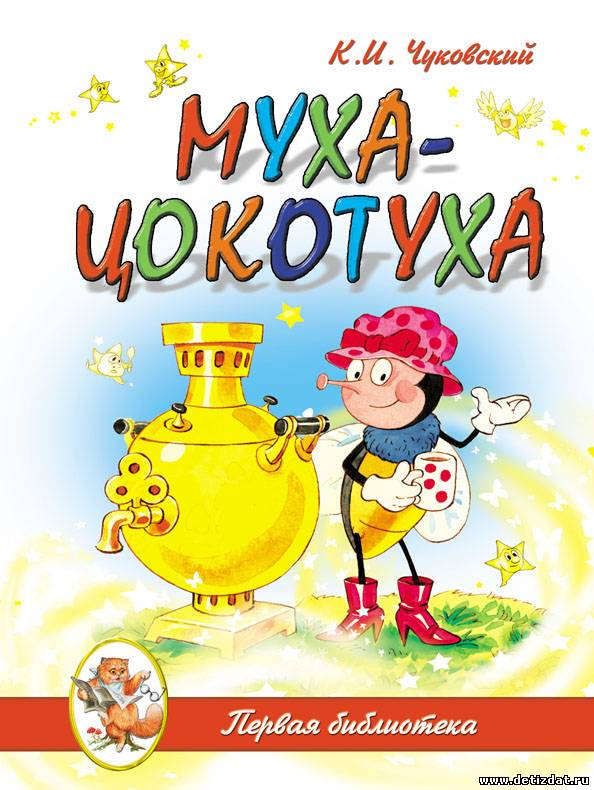 К.И. Чуковский
МУХА-
ЦОКОТУХА
Первая библиотека
www.detizdat.ru